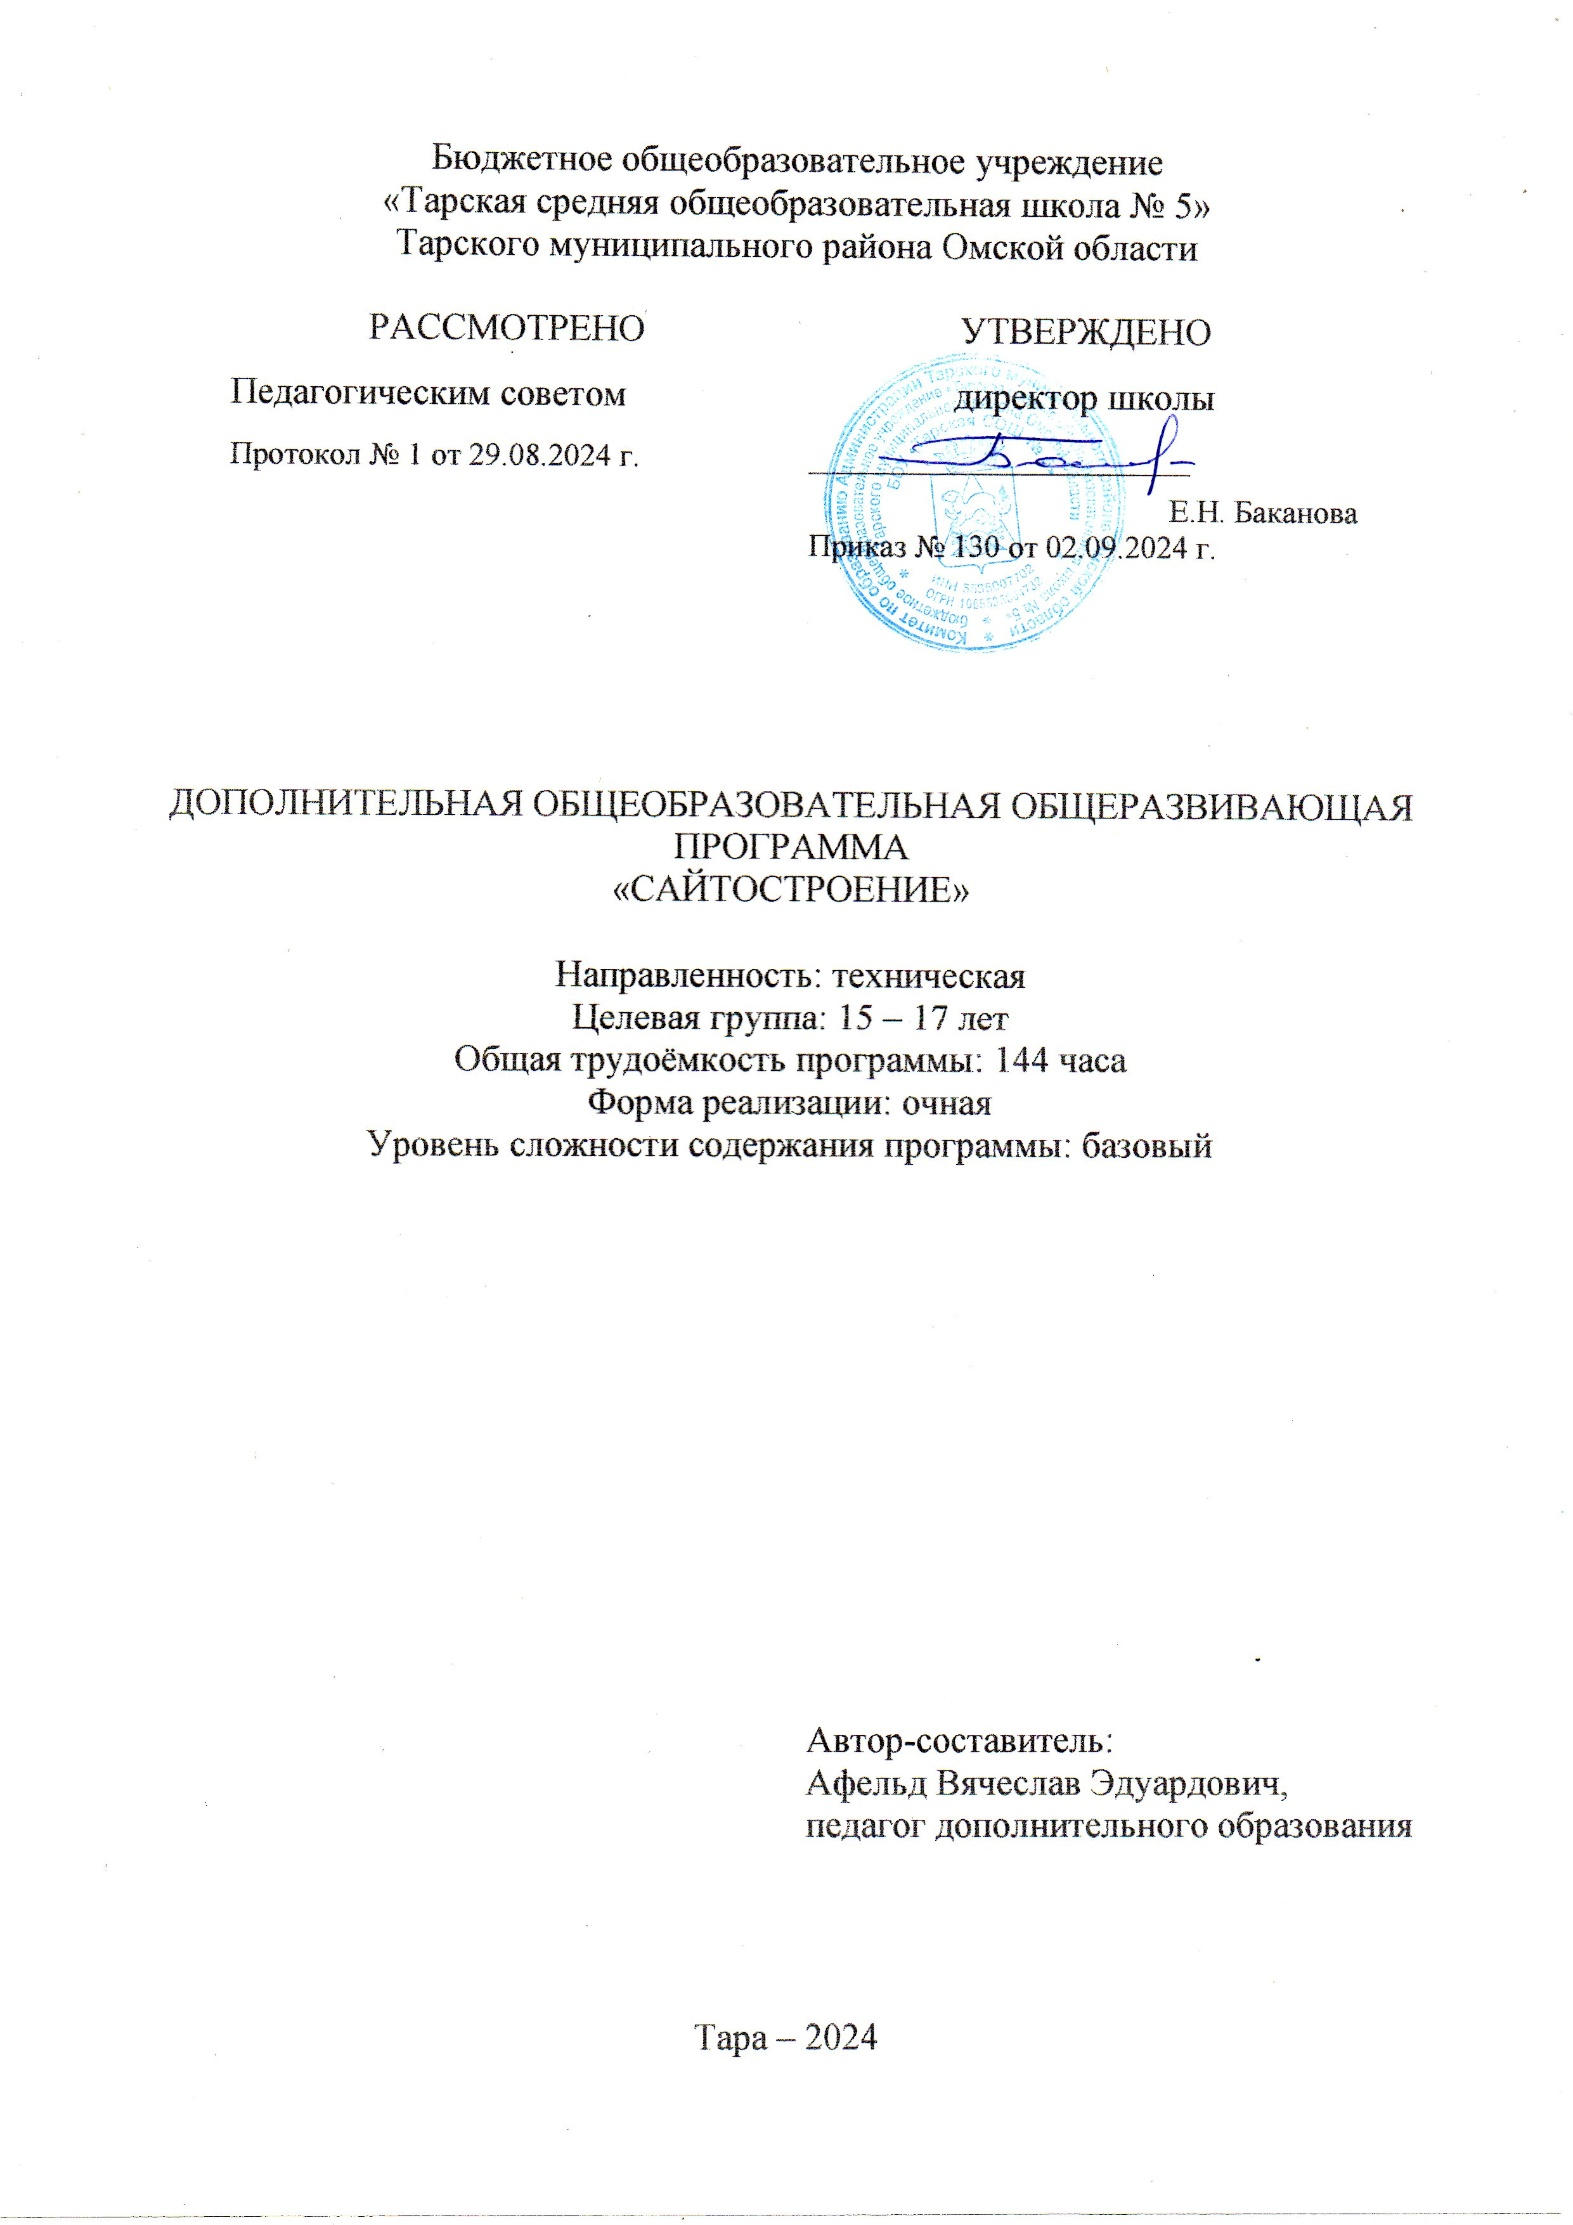 Бюджетное общеобразовательное учреждение
«Тарская средняя общеобразовательная школа № 5»
Тарского муниципального района Омской области
РАССМОТРЕНО
Педагогическим советом
Протокол № 1 от 29.08.2024 г.
УТВЕРЖДЕНО
директор школы
Е.Н. Баканова
Приказ № 130 от 02.09.2024 г.
ДОПОЛНИТЕЛЬНАЯ ОБЩЕОБРАЗОВАТЕЛЬНАЯ ОБЩЕРАЗВИВАЮЩАЯ
ПРОГРАММА
«САЙТОСТРОЕНИЕ»
Направленность: техническая
Целевая группа: 15 – 17 лет
Общая трудоёмкость программы: 144 часа
Форма реализации: очная
Уровень сложности содержания программы: базовый
Автор-составитель:
Афельд Вячеслав Эдуардович,
педагог дополнительного образования
Тара – 2024